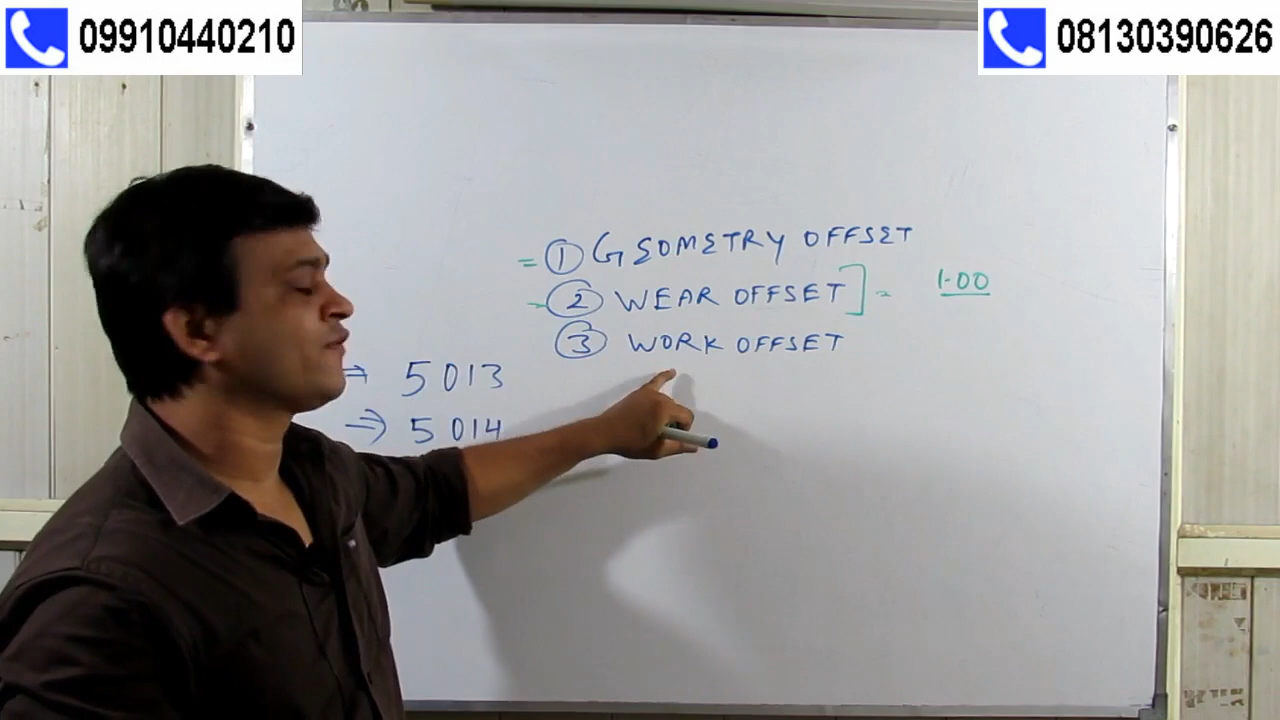 09910440210
08130390626
= 1 GEOMETRY OFFSET
- 2 WEAR OFFSET ] = 1.00
3 WORK OFFSET
⇒ 5013
⇒ 5014